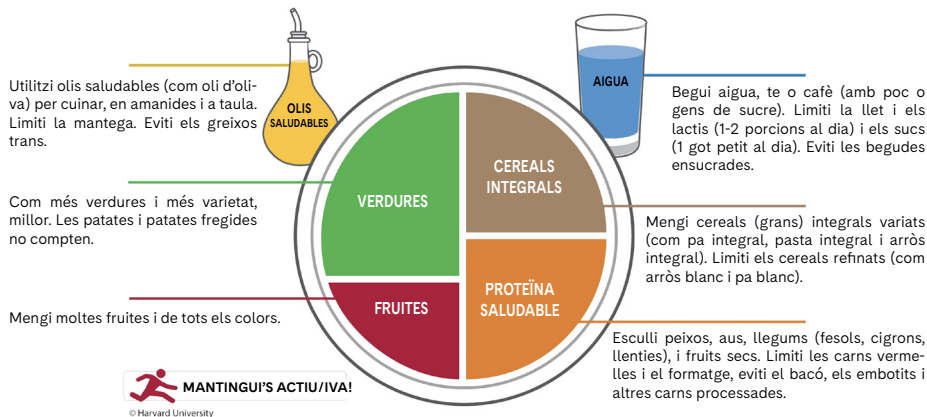 Utilitzi olis saludables (com oli d'oli-
va) per cuinar, en amanides i a taula.
Limiti la mantega. Eviti els greixos
trans.
OLIS
SALUDABLES
AIGUA
Begui aigua, te o cafè (amb poc o
gens de sucre). Limiti la llet i els
lactis (1-2 porcions al dia) i els sucs
(1 got petit al dia). Eviti les begudes
ensucrades.
Com més verdures i més varietat,
millor. Les patates i patates fregides
no compten.
VERDURES
CEREALS
INTEGRALS
Mengi cereals (grans) integrals variats
(com pa integral, pasta integral i arròs
integral). Limiti els cereals refinats (com
arròs blanc i pa blanc).
Mengi moltes fruites i de tots els colors.
FRUITES
PROTEÏNA
SALUDABLE
Esculli peixos, aus, llegums (fesols, cigrons,
llenties), i fruits secs. Limiti les carns verme-
lles i el formatge, eviti el bacó, els embotits i
altres carns processades.
MANTINGUI'S ACTIU/IVA!
© Harvard University